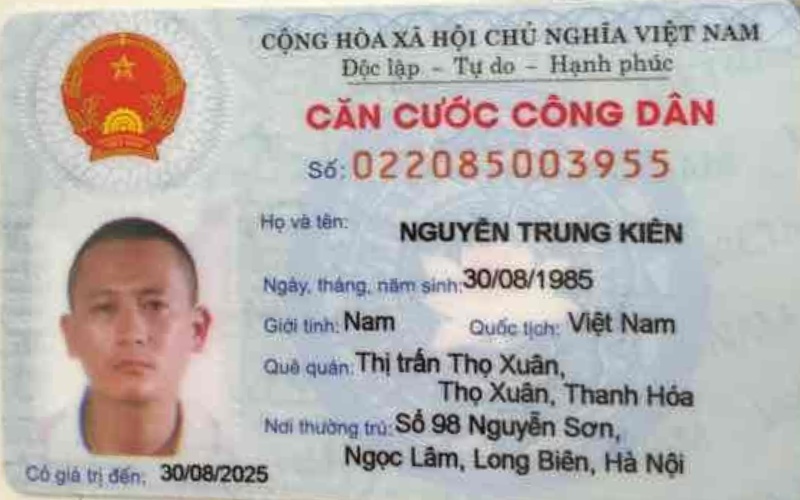 CỘNG HÒA XÃ HỘI CHỦ NGHĨA VIỆT NAM
Độc lập - Tự do - Hạnh phúc
CĂN CƯỚC CÔNG DÂN
Số: 022085003955
Họ và tên: NGUYỄN TRUNG KIÊN
Ngày, tháng, năm sinh: 30/08/1985
Giới tính: Nam Quốc tịch: Việt Nam
Quê quán: Thị trấn Thọ Xuân,
Thọ Xuân, Thanh Hóa
Nơi thường trú: Số 98 Nguyễn Sơn,
Ngọc Lâm, Long Biên, Hà Nội
Có giá trị đến: 30/08/2025